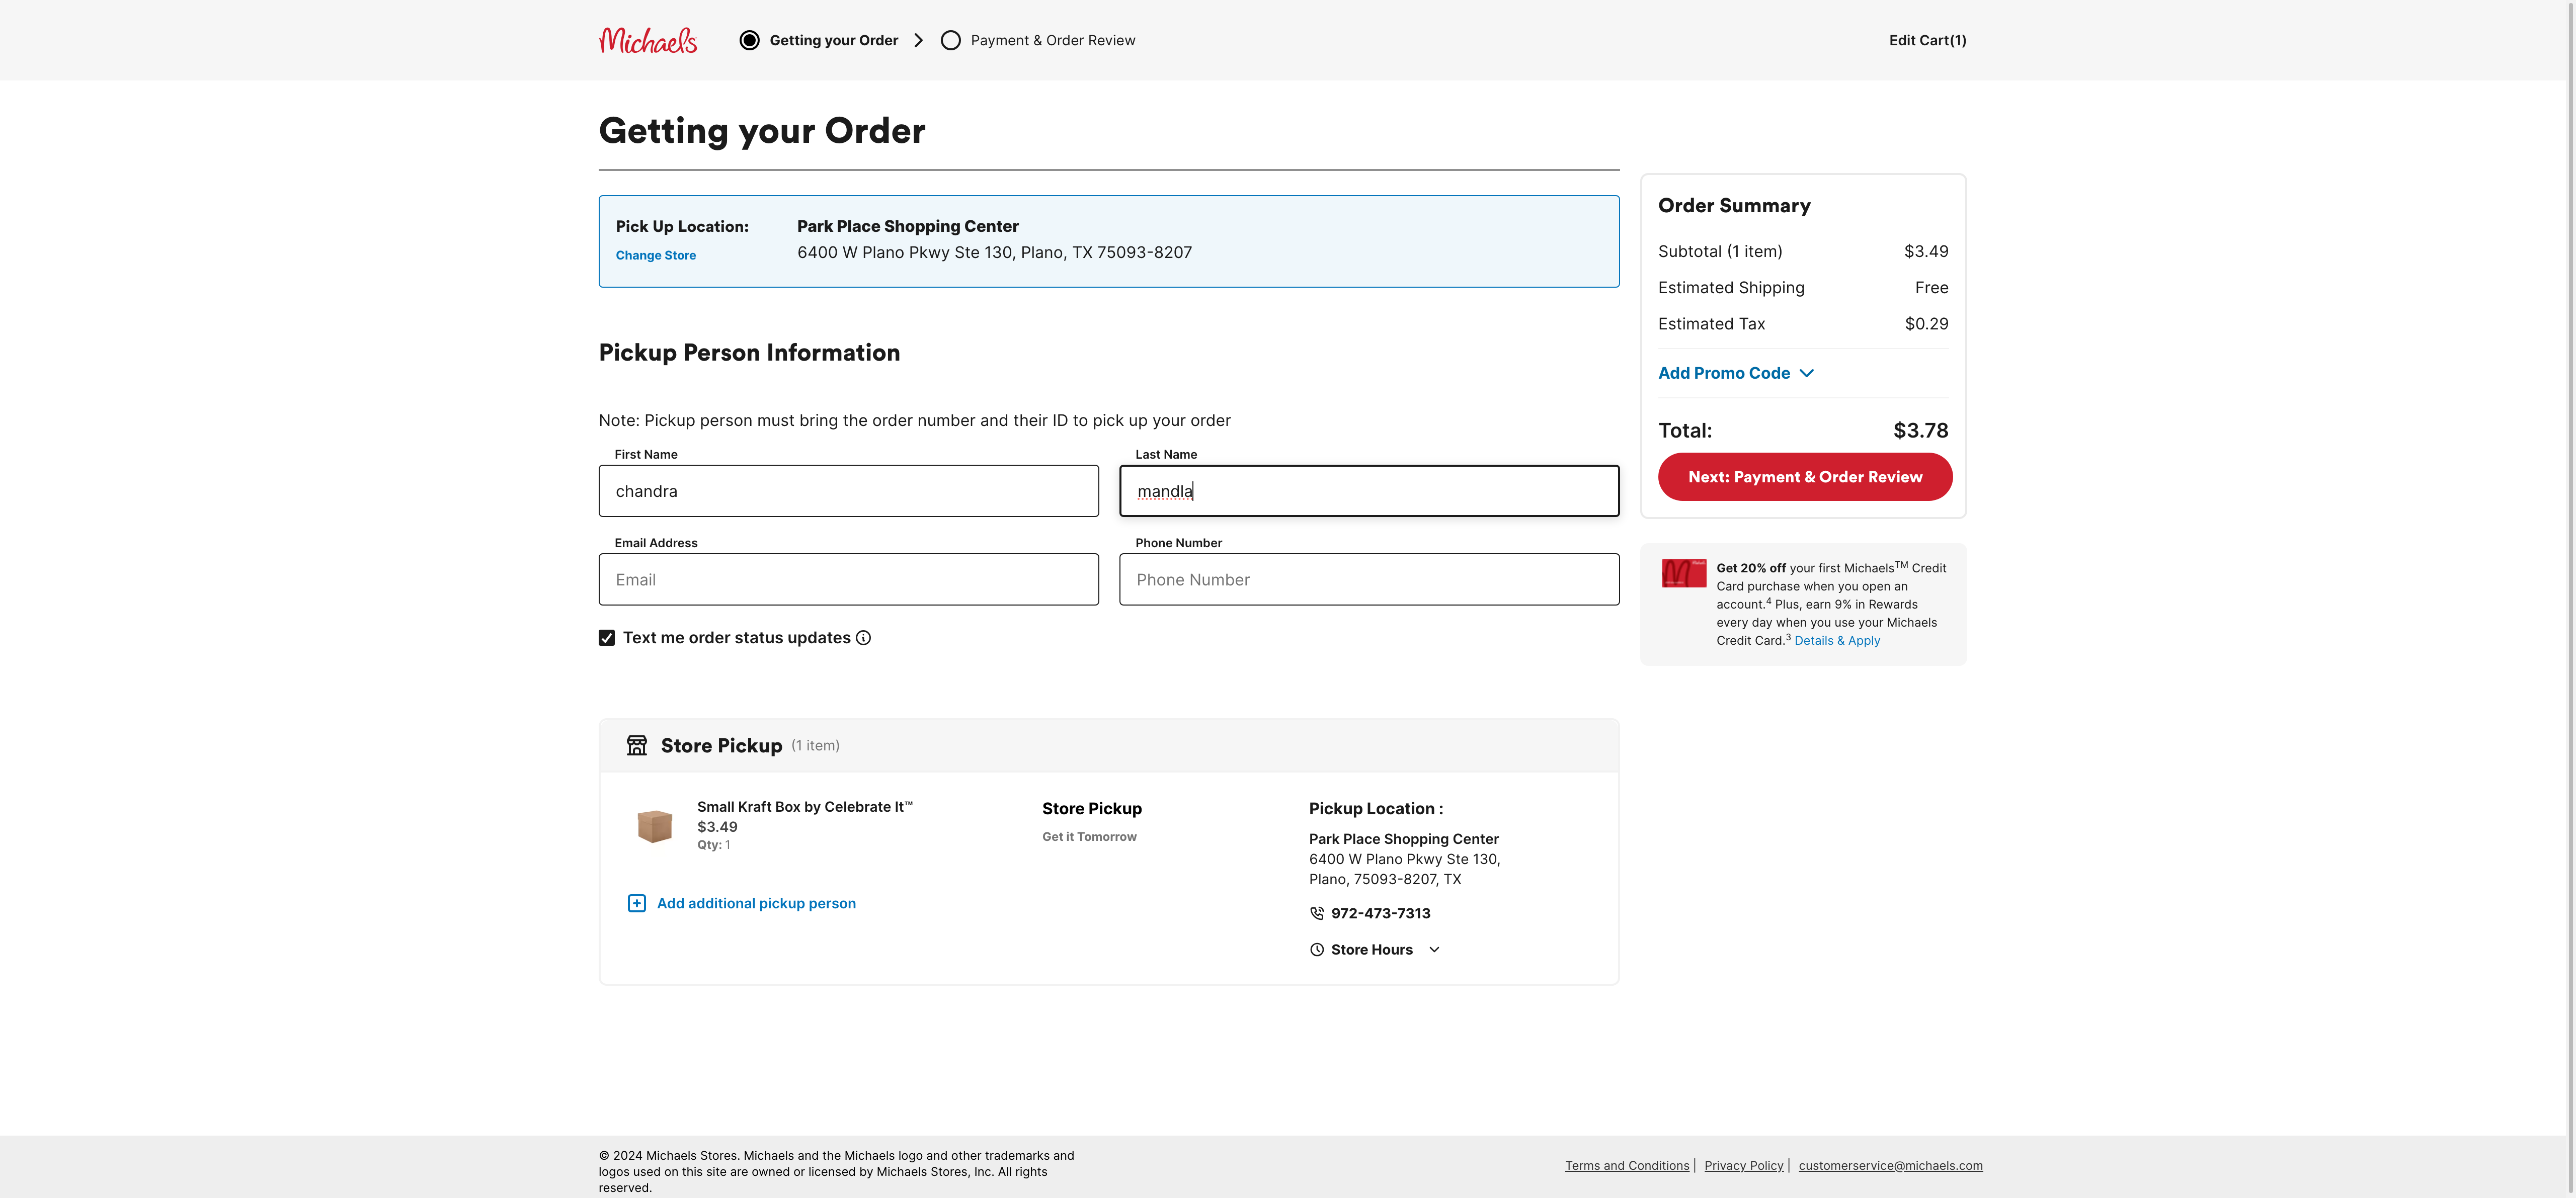 Michaels
Getting your Order
Payment & Order Review
Edit Cart(1)
Getting your Order
Pick Up Location:
Change Store
Park Place Shopping Center
6400 W Plano Pkwy Ste 130, Plano, TX 75093-8207
Pickup Person Information
Note: Pickup person must bring the order number and their ID to pick up your order
First Name
chandra
Last Name
mandla
Email Address
Email
Phone Number
Phone Number
Text me order status updates
Order Summary
Subtotal (1 item) $3.49
Estimated Shipping Free
Estimated Tax $0.29
Add Promo Code
Total: $3.78
Next: Payment & Order Review
Get 20% off your first Michaels™ Credit
Card purchase when you open an
account.⁴ Plus, earn 9% in Rewards
every day when you use your Michaels
Credit Card.³ Details & Apply
Store Pickup (1 item)
Small Kraft Box by Celebrate It™
$3.49
Qty: 1
Add additional pickup person
Store Pickup
Get it Tomorrow
Pickup Location :
Park Place Shopping Center
6400 W Plano Pkwy Ste 130,
Plano, 75093-8207, TX
972-473-7313
Store Hours
© 2024 Michaels Stores. Michaels and the Michaels logo and other trademarks and
logos used on this site are owned or licensed by Michaels Stores, Inc. All rights
reserved.
Terms and Conditions | Privacy Policy | customerservice@michaels.com